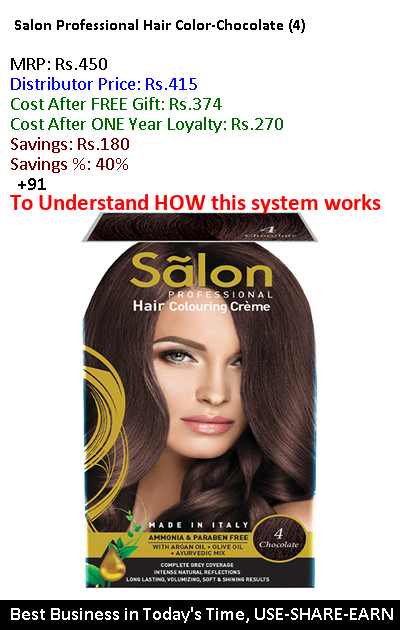 Salon Professional Hair Color-Chocolate (4)
MRP: Rs.450
Distributor Price: Rs.415
Cost After FREE Gift: Rs.374
Cost After ONE Year Loyalty: Rs.270
Savings: Rs.180
Savings %: 40%
+91
To Understand HOW this system works
4
Chocolate
Sãlon
PROFESSIONAL
Hair Colouring Crème
MADE IN ITALY
AMMONIA & PARABEN FREE
WITH ARGAN OIL + OLIVE OIL
+ AYURVEDIC MIX
4
Chocolate
COMPLETE GREY COVERAGE
INTENSE NATURAL REFLECTIONS
LONG LASTING, VOLUMIZING, SOFT & SHINING RESULTS
Best Business in Today's Time, USE-SHARE-EARN